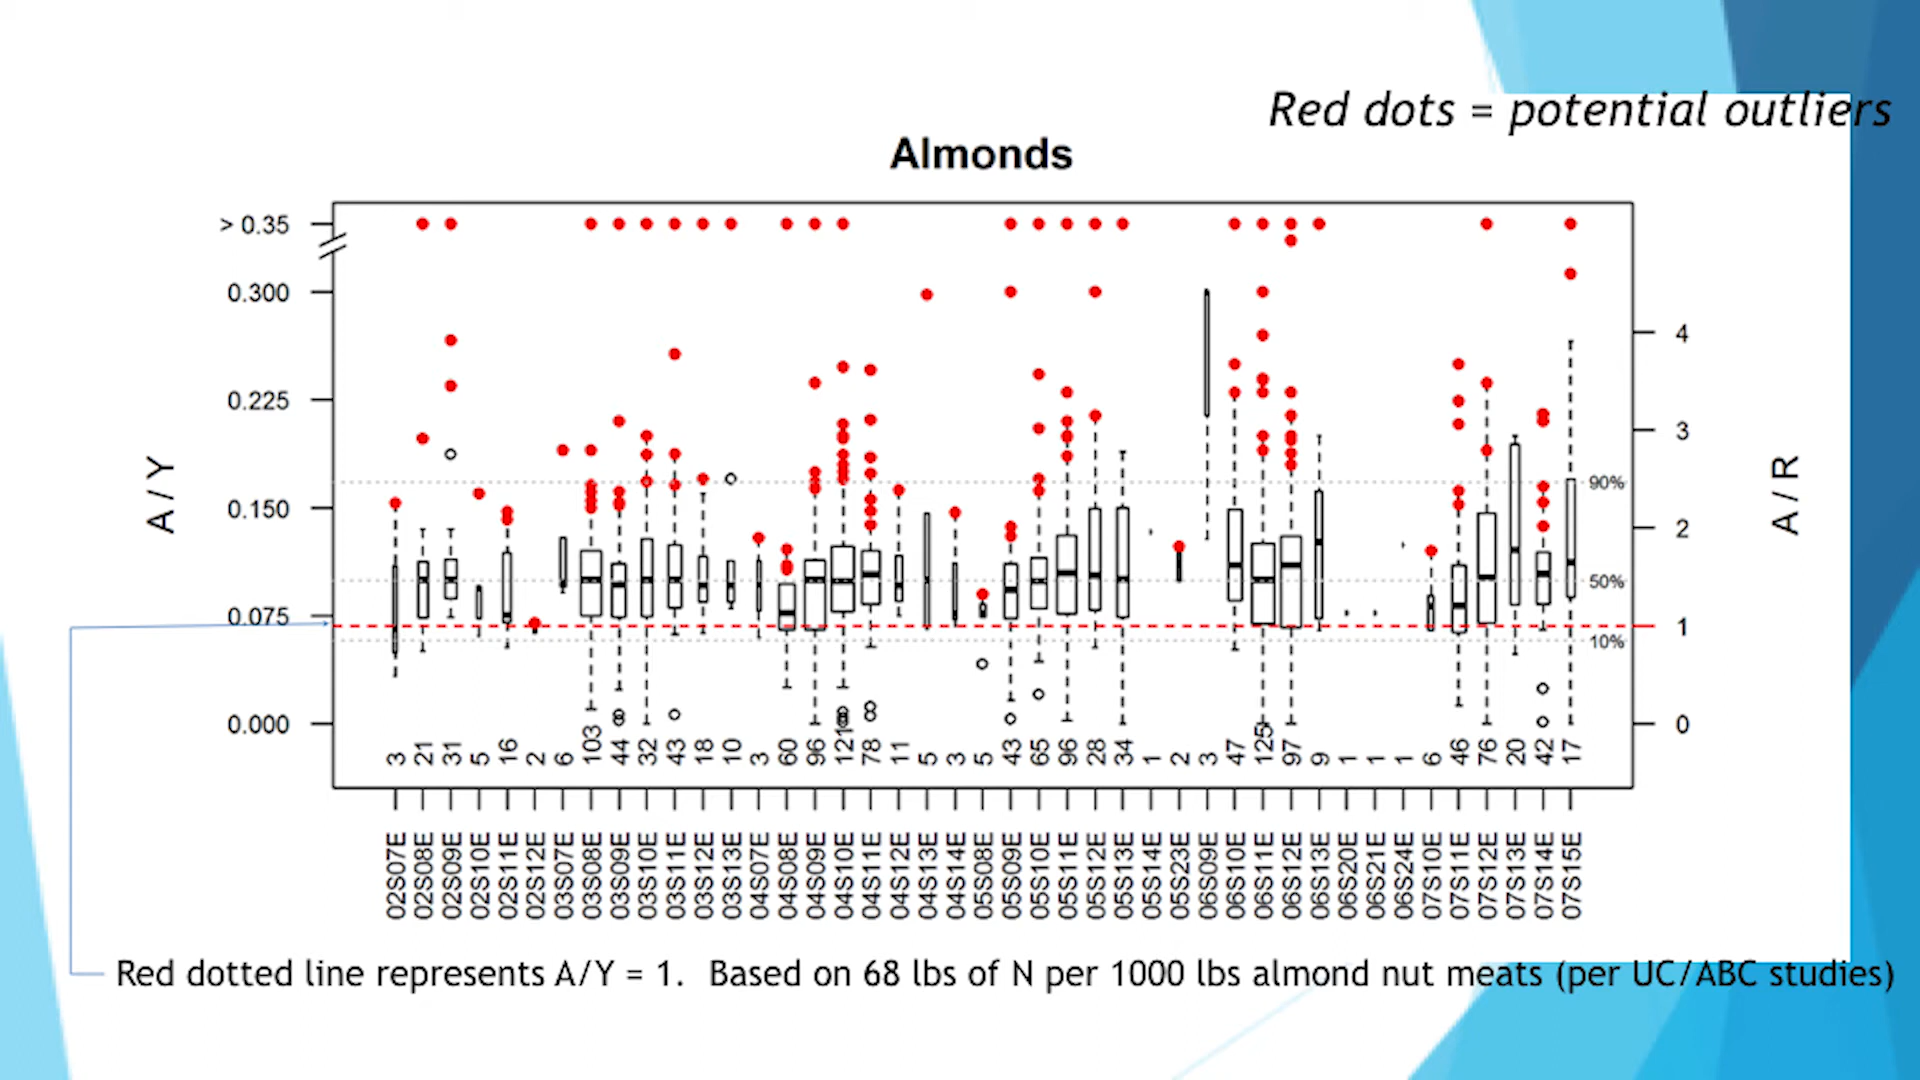 Red dots = potential outliers
Almonds
> 0.35
0.300
0.225
0.150
0.075
0.000
A / Y
4
3
2
1
0
A / R
90%
50%
10%
3 21 31 5 16 2 6 103 44 32 43 18 10 3 60 96 121 78 11 5 3 5 43 65 96 28 34 1 2 3 47 125 97 9 1 1 1 6 46 76 20 42 17
02S07E 02S08E 02S09E 02S10E 02S11E 02S12E 03S07E 03S08E 03S09E 03S10E 03S11E 03S12E 03S13E 04S07E 04S08E 04S09E 04S10E 04S11E 04S12E 04S13E 04S14E 05S08E 05S09E 05S10E 05S11E 05S12E 05S13E 05S14E 05S23E 06S09E 06S10E 06S11E 06S12E 06S13E 06S20E 06S21E 06S24E 07S10E 07S11E 07S12E 07S13E 07S14E 07S15E
Red dotted line represents A/Y = 1. Based on 68 lbs of N per 1000 lbs almond nut meats (per UC/ABC studies)